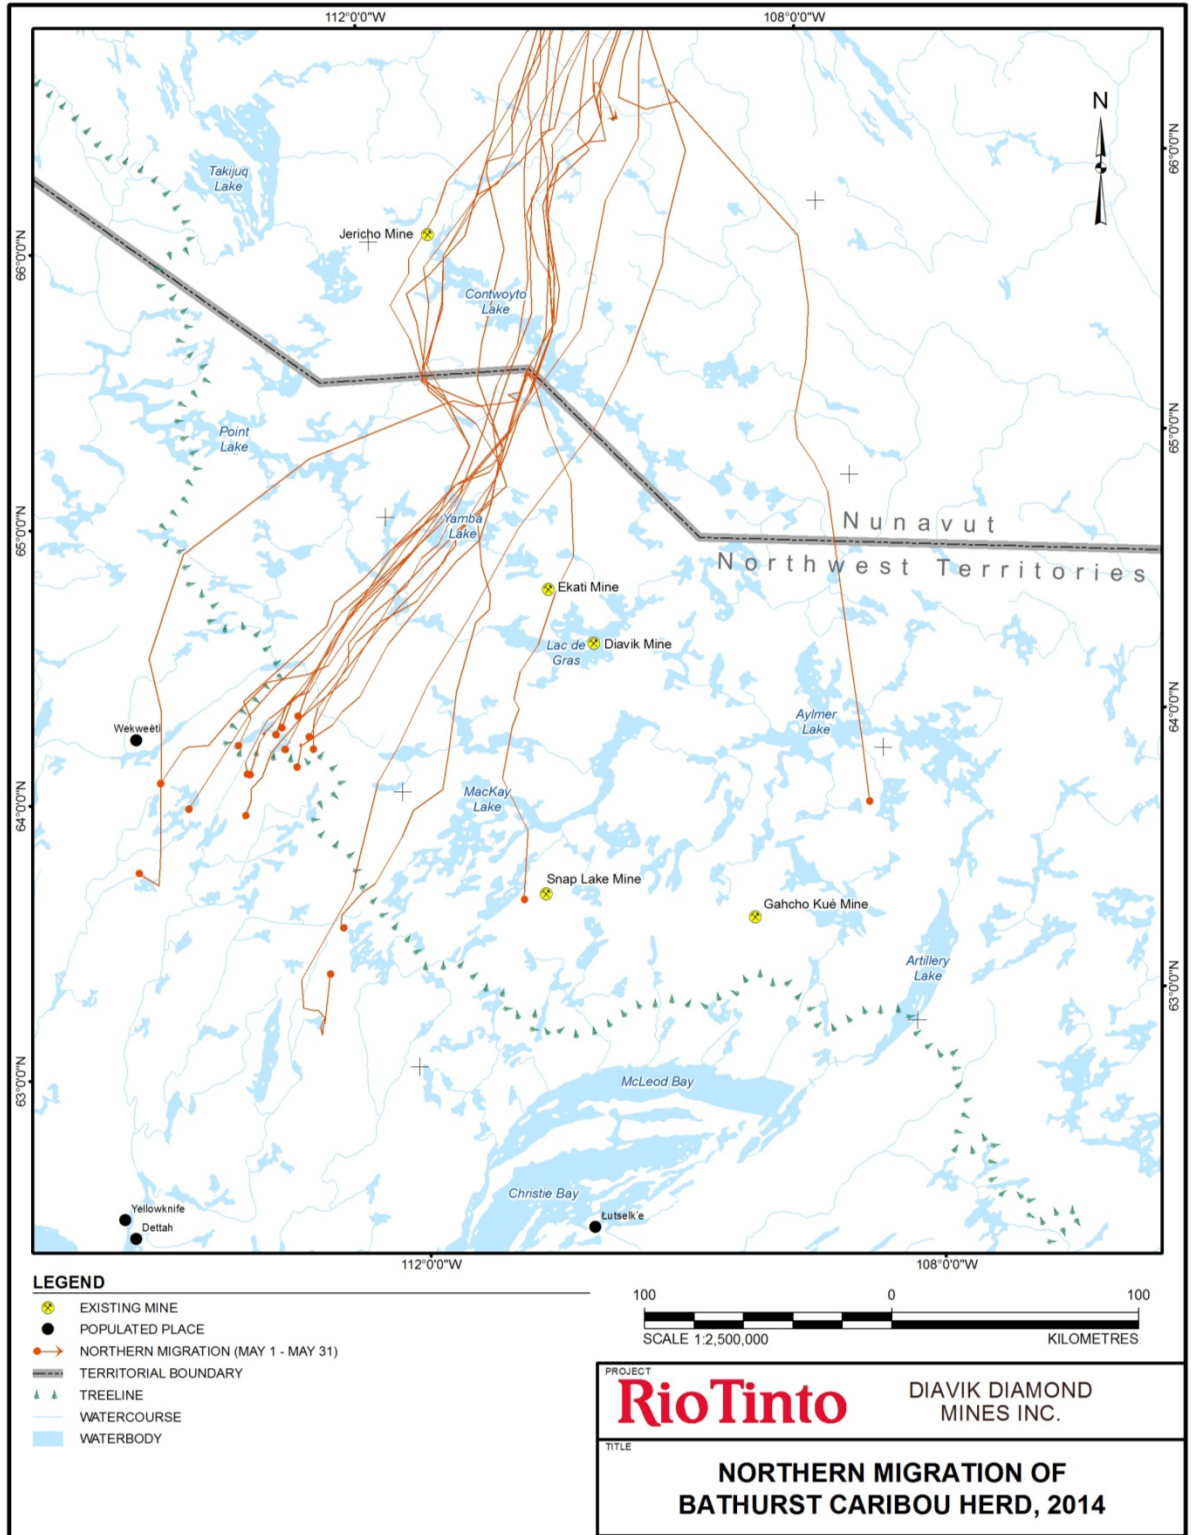 112°0'0"W
108°0'0"W
N
66°0'0"N
66°0'0"N
Takijuq
Lake
Jericho Mine
Contwoyto
Lake
65°0'0"N
Point
Lake
Yamba
Lake
65°0'0"N
Nunavut
Northwest Territories
Ekati Mine
Lac de
Gras
Diavik Mine
64°0'0"N
Aylmer
Lake
Wekweètì
MacKay
Lake
64°0'0"N
Snap Lake Mine
Gahcho Kué Mine
Artillery
Lake
63°0'0"N
63°0'0"N
McLeod Bay
Christie Bay
Yellowknife
Dettah
Łutselk'e
112°0'0"W
108°0'0"W
LEGEND
EXISTING MINE
POPULATED PLACE
NORTHERN MIGRATION (MAY 1 - MAY 31)
TERRITORIAL BOUNDARY
TREELINE
WATERCOURSE
WATERBODY
100
0
100
SCALE 1:2,500,000
KILOMETRES
PROJECT
RioTinto
DIAVIK DIAMOND
MINES INC.
TITLE
NORTHERN MIGRATION OF
BATHURST CARIBOU HERD, 2014